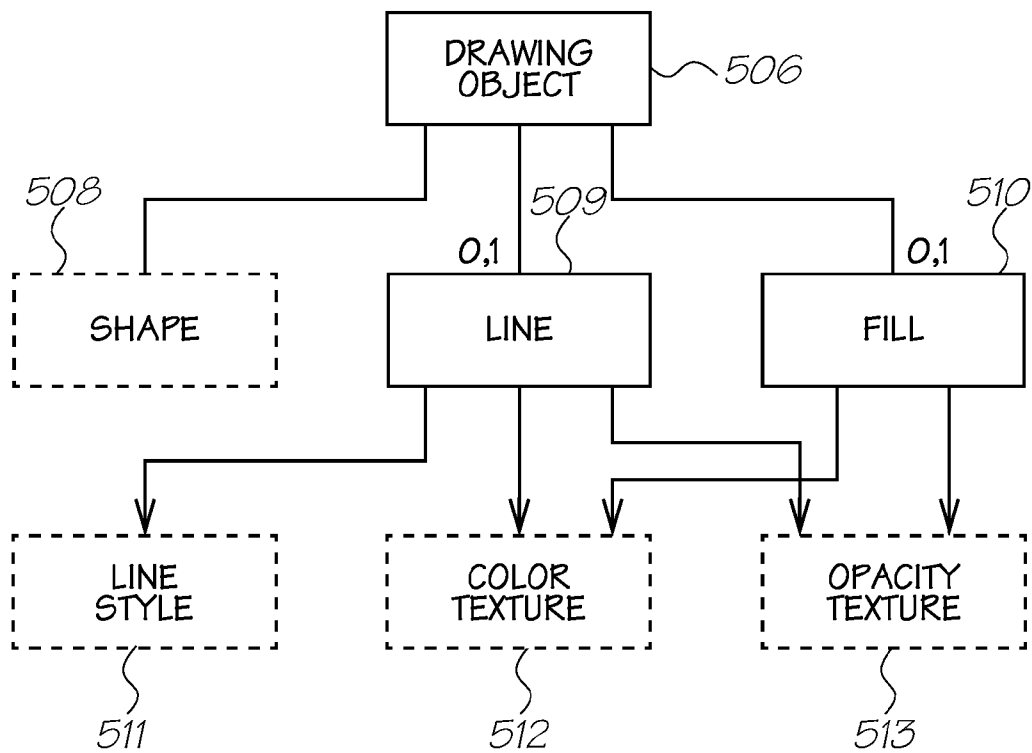 DRAWING
OBJECT
506
508
509
510
0,1
0,1
SHAPE
LINE
FILL
LINE
STYLE
COLOR
TEXTURE
OPACITY
TEXTURE
511
512
513